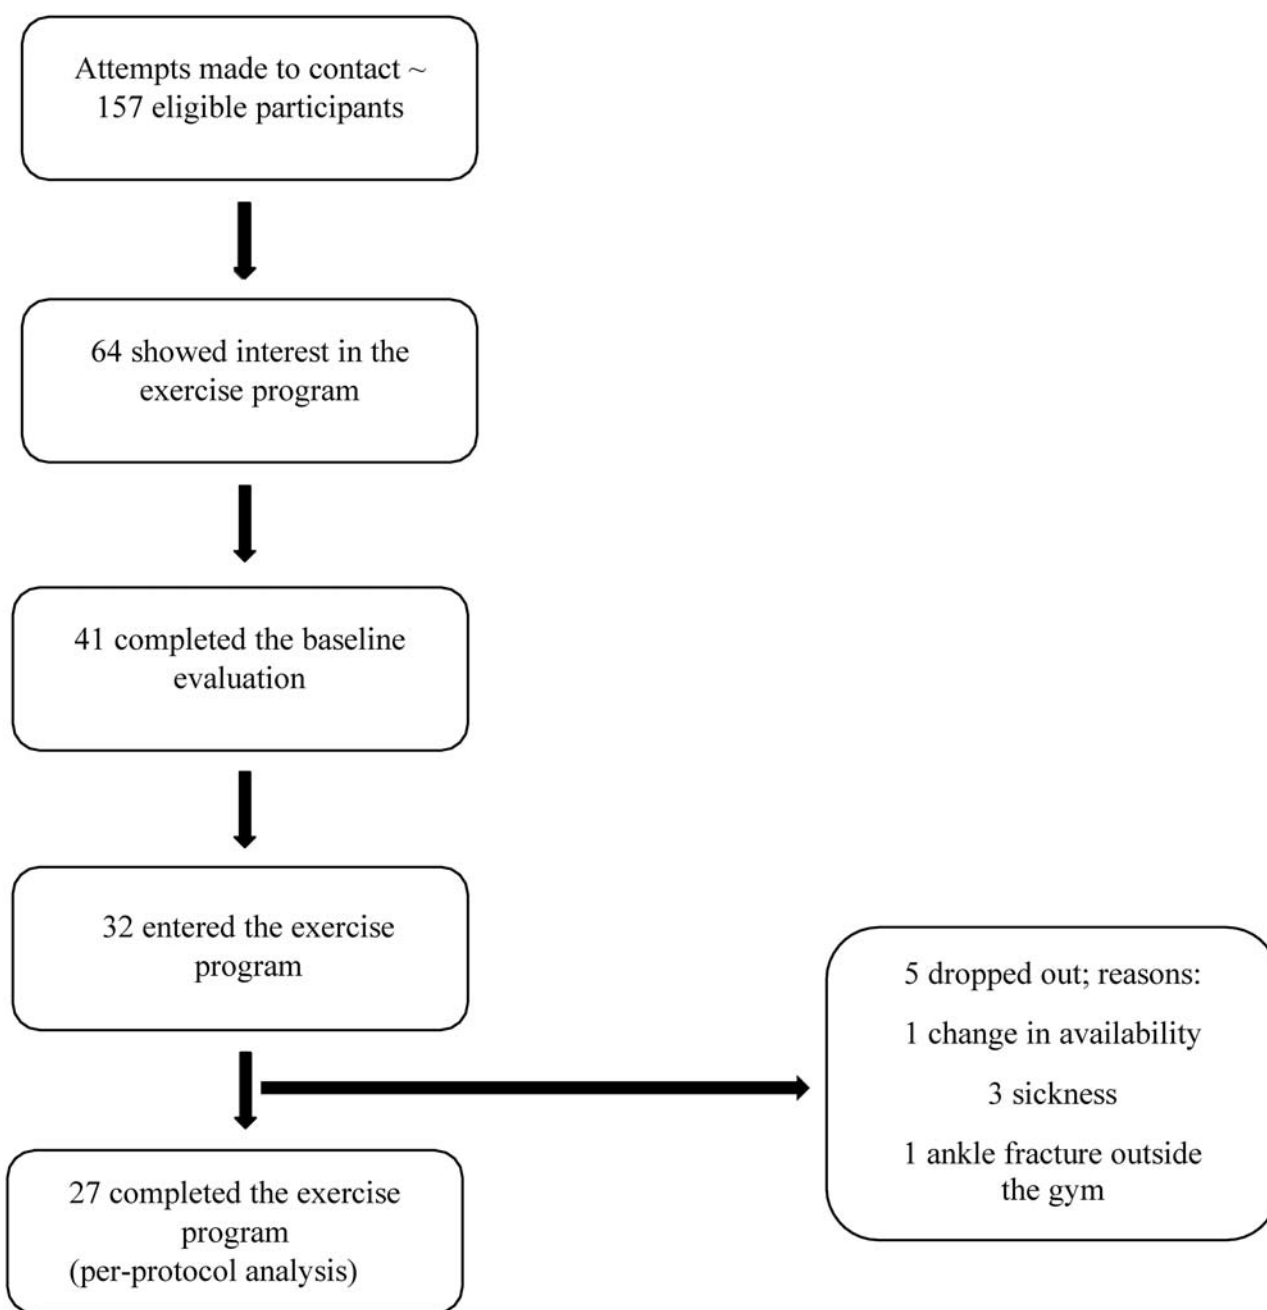 Attempts made to contact ~
157 eligible participants
64 showed interest in the
exercise program
41 completed the baseline
evaluation
32 entered the exercise
program
5 dropped out; reasons:
1 change in availability
3 sickness
1 ankle fracture outside
the gym
27 completed the exercise
program
(per-protocol analysis)